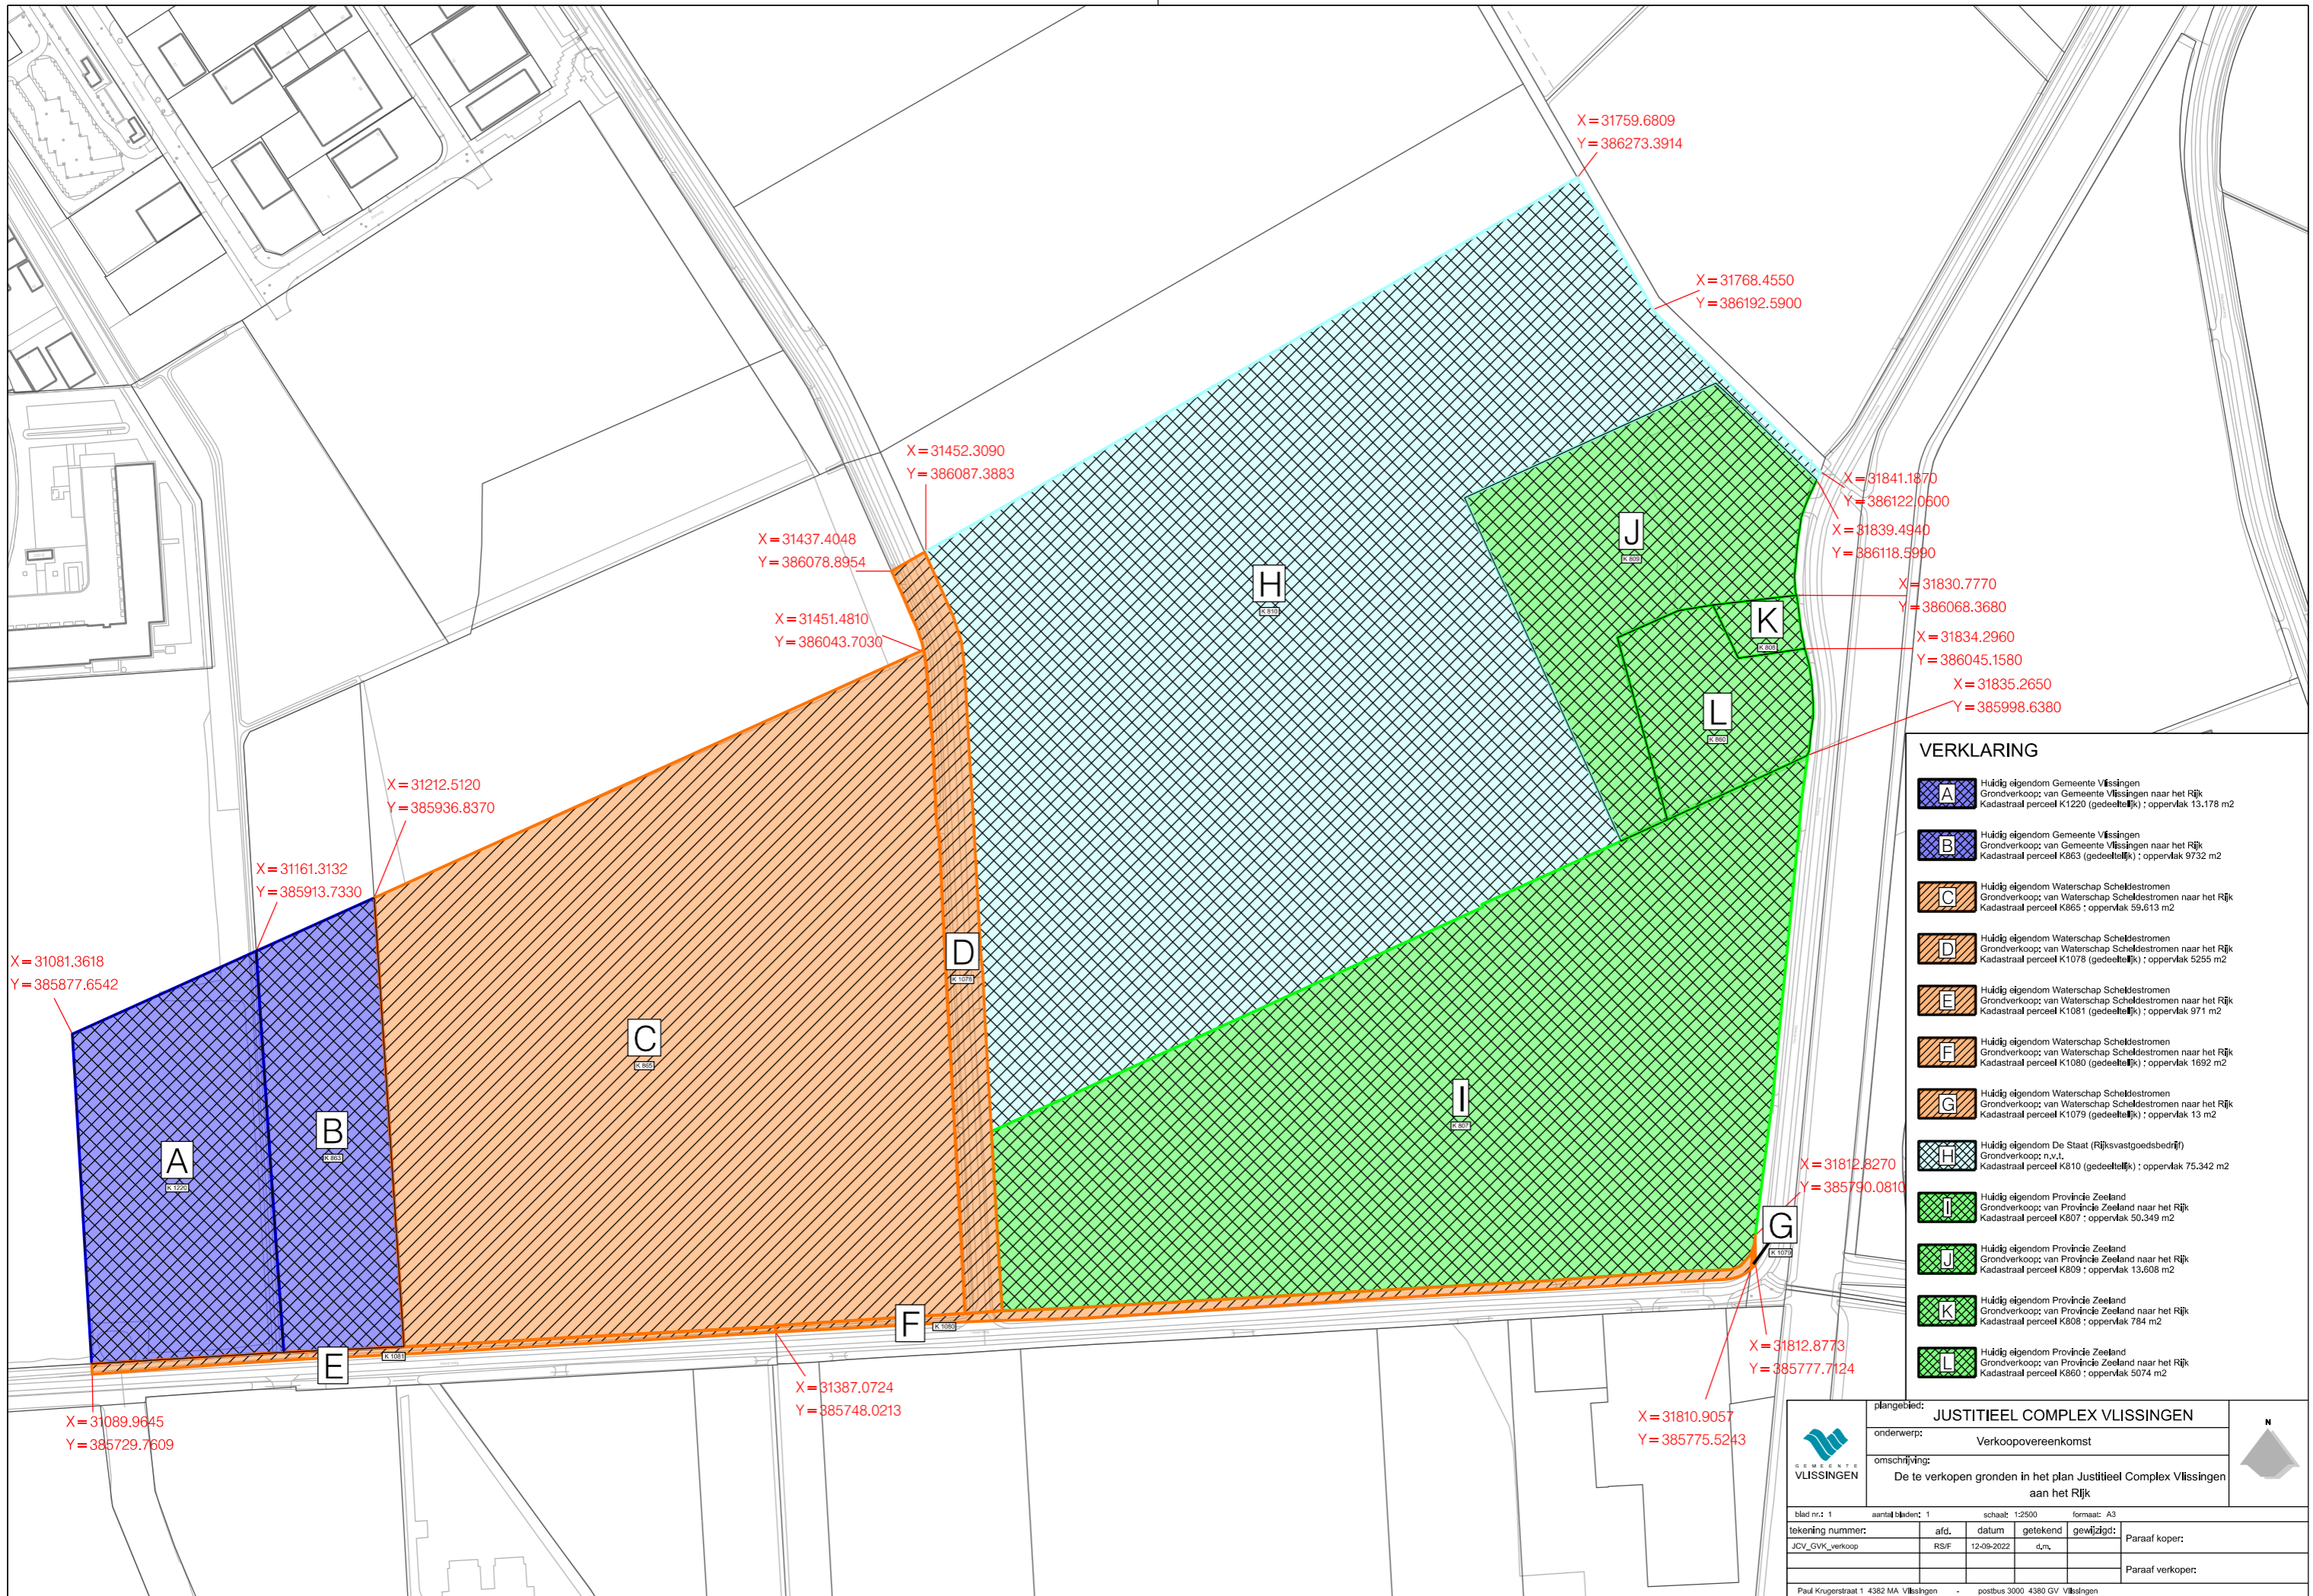 X=31759.6809
Y=386273.3914
X=31768.4550
Y=386192.5900
X=31452.3090
Y=386087.3883
X=31437.4048
Y=386078.8954
X=31451.4810
Y=386043.7030
X=31841.1870
Y=386122.0600
X=31839.4940
Y=386118.5990
X=31830.7770
Y=386068.3680
X=31834.2960
Y=386045.1580
X=31835.2650
Y=385998.6380
X=31212.5120
Y=385936.8370
X=31161.3132
Y=385913.7330
X=31081.3618
Y=385877.6542
X=31812.8270
Y=385790.0810
X=31812.8773
Y=385777.7124
X=31810.9057
Y=385775.5243
X=31387.0724
Y=385748.0213
X=31089.9645
Y=385729.7609
A
K 1220
B
K 863
C
K 865
D
K 1078
E
K 1081
F
K 1080
G
K 1079
H
K 810
I
K 807
J
K 809
K
K 808
L
K 860
VERKLARING
A
Huidig eigendom Gemeente Vlissingen
Grondverkoop: van Gemeente Vlissingen naar het Rijk
Kadastraal perceel K1220 (gedeeltelijk) ; oppervlak 13.178 m2
B
Huidig eigendom Gemeente Vlissingen
Grondverkoop: van Gemeente Vlissingen naar het Rijk
Kadastraal perceel K863 (gedeeltelijk) ; oppervlak 9732 m2
C
Huidig eigendom Waterschap Scheldestromen
Grondverkoop: van Waterschap Scheldestromen naar het Rijk
Kadastraal perceel K865 ; oppervlak 59.613 m2
D
Huidig eigendom Waterschap Scheldestromen
Grondverkoop: van Waterschap Scheldestromen naar het Rijk
Kadastraal perceel K1078 (gedeeltelijk) ; oppervlak 5255 m2
E
Huidig eigendom Waterschap Scheldestromen
Grondverkoop: van Waterschap Scheldestromen naar het Rijk
Kadastraal perceel K1081 (gedeeltelijk) ; oppervlak 971 m2
F
Huidig eigendom Waterschap Scheldestromen
Grondverkoop: van Waterschap Scheldestromen naar het Rijk
Kadastraal perceel K1080 (gedeeltelijk) ; oppervlak 1692 m2
G
Huidig eigendom Waterschap Scheldestromen
Grondverkoop: van Waterschap Scheldestromen naar het Rijk
Kadastraal perceel K1079 (gedeeltelijk) ; oppervlak 13 m2
H
Huidig eigendom De Staat (Rijksvastgoedsbedrijf)
Grondverkoop: n.v.t.
Kadastraal perceel K810 (gedeeltelijk) ; oppervlak 75.342 m2
I
Huidig eigendom Provincie Zeeland
Grondverkoop: van Provincie Zeeland naar het Rijk
Kadastraal perceel K807 ; oppervlak 50.349 m2
J
Huidig eigendom Provincie Zeeland
Grondverkoop: van Provincie Zeeland naar het Rijk
Kadastraal perceel K809 ; oppervlak 13.608 m2
K
Huidig eigendom Provincie Zeeland
Grondverkoop: van Provincie Zeeland naar het Rijk
Kadastraal perceel K808 ; oppervlak 784 m2
L
Huidig eigendom Provincie Zeeland
Grondverkoop: van Provincie Zeeland naar het Rijk
Kadastraal perceel K860 ; oppervlak 5074 m2
GEMEENTE
VLISSINGEN
plangebied:
JUSTITIEEL COMPLEX VLISSINGEN
onderwerp:
Verkoopovereenkomst
omschrijving:
De te verkopen gronden in het plan Justitieel Complex Vlissingen
aan het Rijk
N
blad nr.: 1 aantal bladen: 1 schaal: 1:2500 formaat: A3
tekening nummer: afd. datum getekend gewijzigd: Paraaf koper:
JCV_GVK_verkoop RS/F 12-09-2022 d.m.
Paraaf verkoper:
Paul Krugerstraat 1 4382 MA Vlissingen - postbus 3000 4380 GV Vlissingen